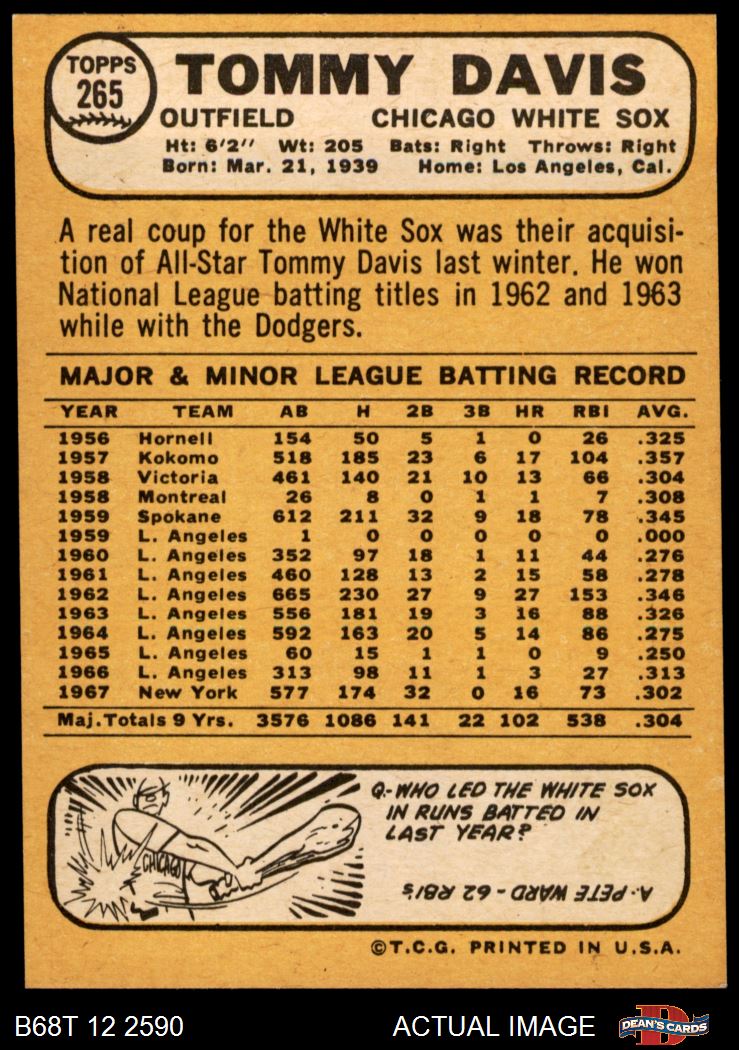 TOPPS
265
TOMMY DAVIS
OUTFIELD CHICAGO WHITE SOX
Ht: 6'2" Wt: 205 Bats: Right Throws: Right
Born: Mar. 21, 1939 Home: Los Angeles, Cal.
A real coup for the White Sox was their acquisi-
tion of All-Star Tommy Davis last winter. He won
National League batting titles in 1962 and 1963
while with the Dodgers.
MAJOR & MINOR LEAGUE BATTING RECORD
YEAR TEAM AB H 2B 3B HR RBI AVG.
1956 Hornell 154 50 5 1 0 26 .325
1957 Kokomo 518 185 23 6 17 104 .357
1958 Victoria 461 140 21 10 13 66 .304
1958 Montreal 26 8 0 1 1 7 .308
1959 Spokane 612 211 32 9 18 78 .345
1959 L. Angeles 1 0 0 0 0 0 .000
1960 L. Angeles 352 97 18 1 11 44 .276
1961 L. Angeles 460 128 13 2 15 58 .278
1962 L. Angeles 665 230 27 9 27 153 .346
1963 L. Angeles 556 181 19 3 16 88 .326
1964 L. Angeles 592 163 20 5 14 86 .275
1965 L. Angeles 60 15 1 1 0 9 .250
1966 L. Angeles 313 98 11 1 3 27 .313
1967 New York 577 174 32 0 16 73 .302
Maj. Totals 9 Yrs. 3576 1086 141 22 102 538 .304
CHICAGO
Q.-WHO LED THE WHITE SOX
IN RUNS BATTED IN
LAST YEAR?
A. PETE WARD - 62 RBI'S
©T.C.G. PRINTED IN U.S.A.
B68T 12 2590 ACTUAL IMAGE
D
DEAN'S CARDS